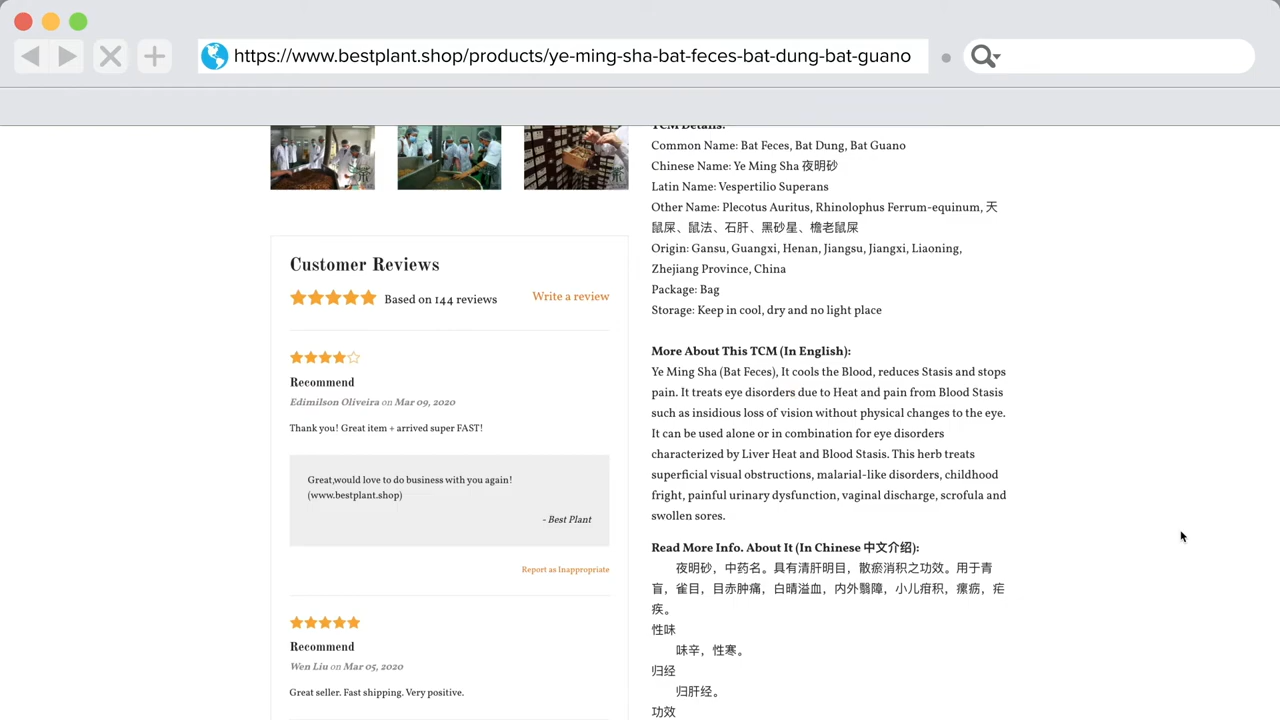 https://www.bestplant.shop/products/ye-ming-sha-bat-feces-bat-dung-bat-guano
Customer Reviews
Based on 144 reviews
Write a review
Recommend
Edimilson Oliveira on Mar 09, 2020
Thank you! Great item + arrived super FAST!
Great,would love to do business with you again!
(www.bestplant.shop)
- Best Plant
Report as Inappropriate
Recommend
Wen Liu on Mar 05, 2020
Great seller. Fast shipping. Very positive.
TCM Details:
Common Name: Bat Feces, Bat Dung, Bat Guano
Chinese Name: Ye Ming Sha 夜明砂
Latin Name: Vespertilio Superans
Other Name: Plecotus Auritus, Rhinolophus Ferrum-equinum, 天
鼠屎、鼠法、石肝、黑砂星、檐老鼠屎
Origin: Gansu, Guangxi, Henan, Jiangsu, Jiangxi, Liaoning,
Zhejiang Province, China
Package: Bag
Storage: Keep in cool, dry and no light place
More About This TCM (In English):
Ye Ming Sha (Bat Feces), It cools the Blood, reduces Stasis and stops
pain. It treats eye disorders due to Heat and pain from Blood Stasis
such as insidious loss of vision without physical changes to the eye.
It can be used alone or in combination for eye disorders
characterized by Liver Heat and Blood Stasis. This herb treats
superficial visual obstructions, malarial-like disorders, childhood
fright, painful urinary dysfunction, vaginal discharge, scrofula and
swollen sores.
Read More Info. About It (In Chinese 中文介绍):
夜明砂，中药名。具有清肝明目，散瘀消积之功效。用于青
盲，雀目，目赤肿痛，白睛溢血，内外翳障，小儿疳积，瘰疬，疟
疾。
性味
味辛，性寒。
归经
归肝经。
功效